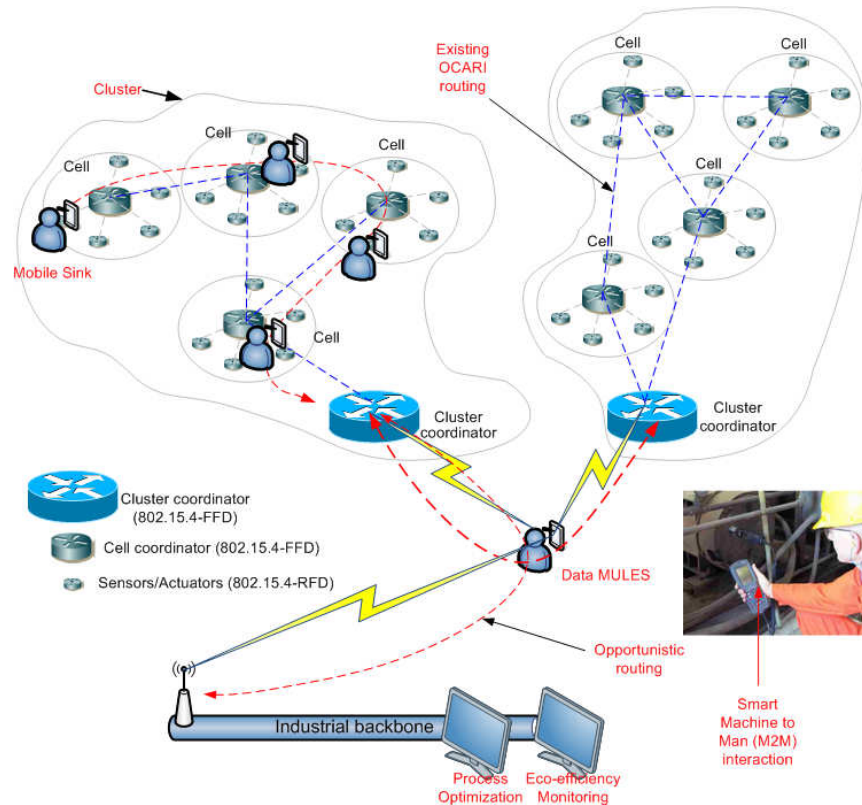 Cell
Existing
OCARI
routing
Cell
Cluster
Cell
Cell
Cell
Cell
Cell
Mobile Sink
Cell
Cluster
coordinator
Cluster
coordinator
Cluster coordinator
(802.15.4-FFD)
Cell coordinator (802.15.4-FFD)
Sensors/Actuators (802.15.4-RFD)
Data MULES
Opportunistic
routing
Smart
Machine to
Man (M2M)
interaction
Industrial backbone
Process
Optimization
Eco-efficiency
Monitoring